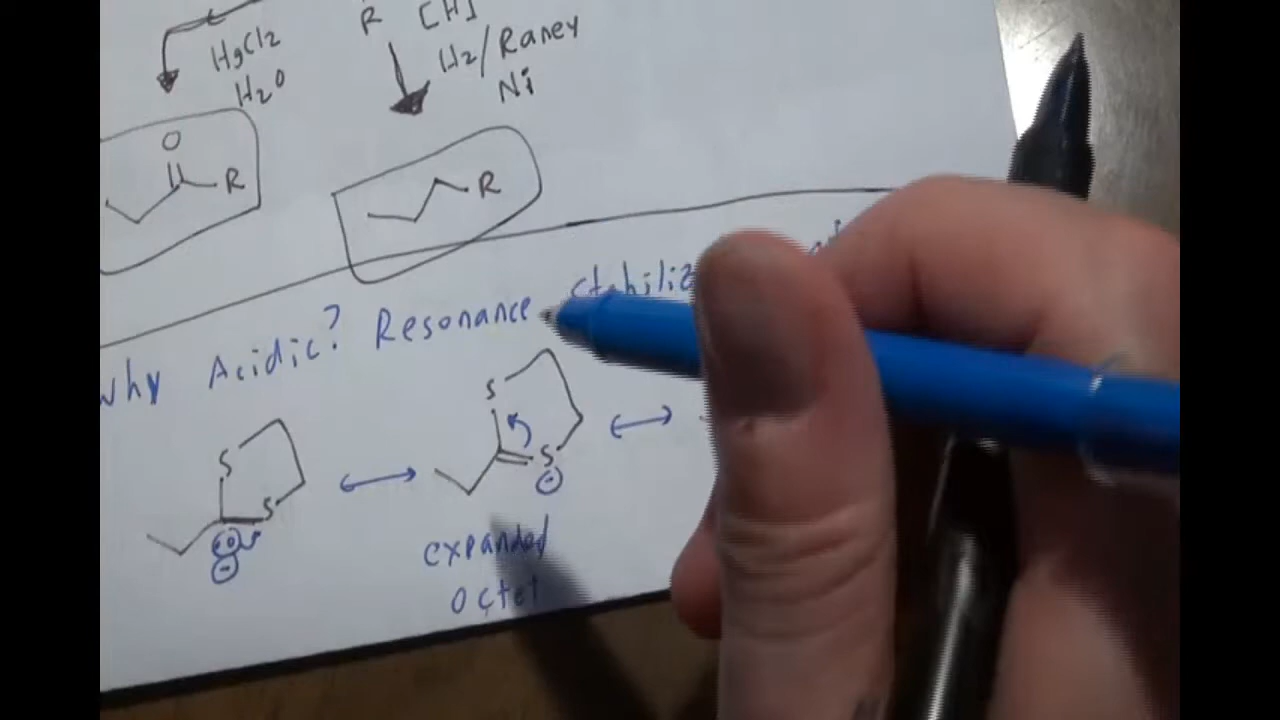 HgCl2
H2O
R [H]
H2/Raney
Ni
O
R
R
Why Acidic? Resonance
S
S
S
S
expanded
octet